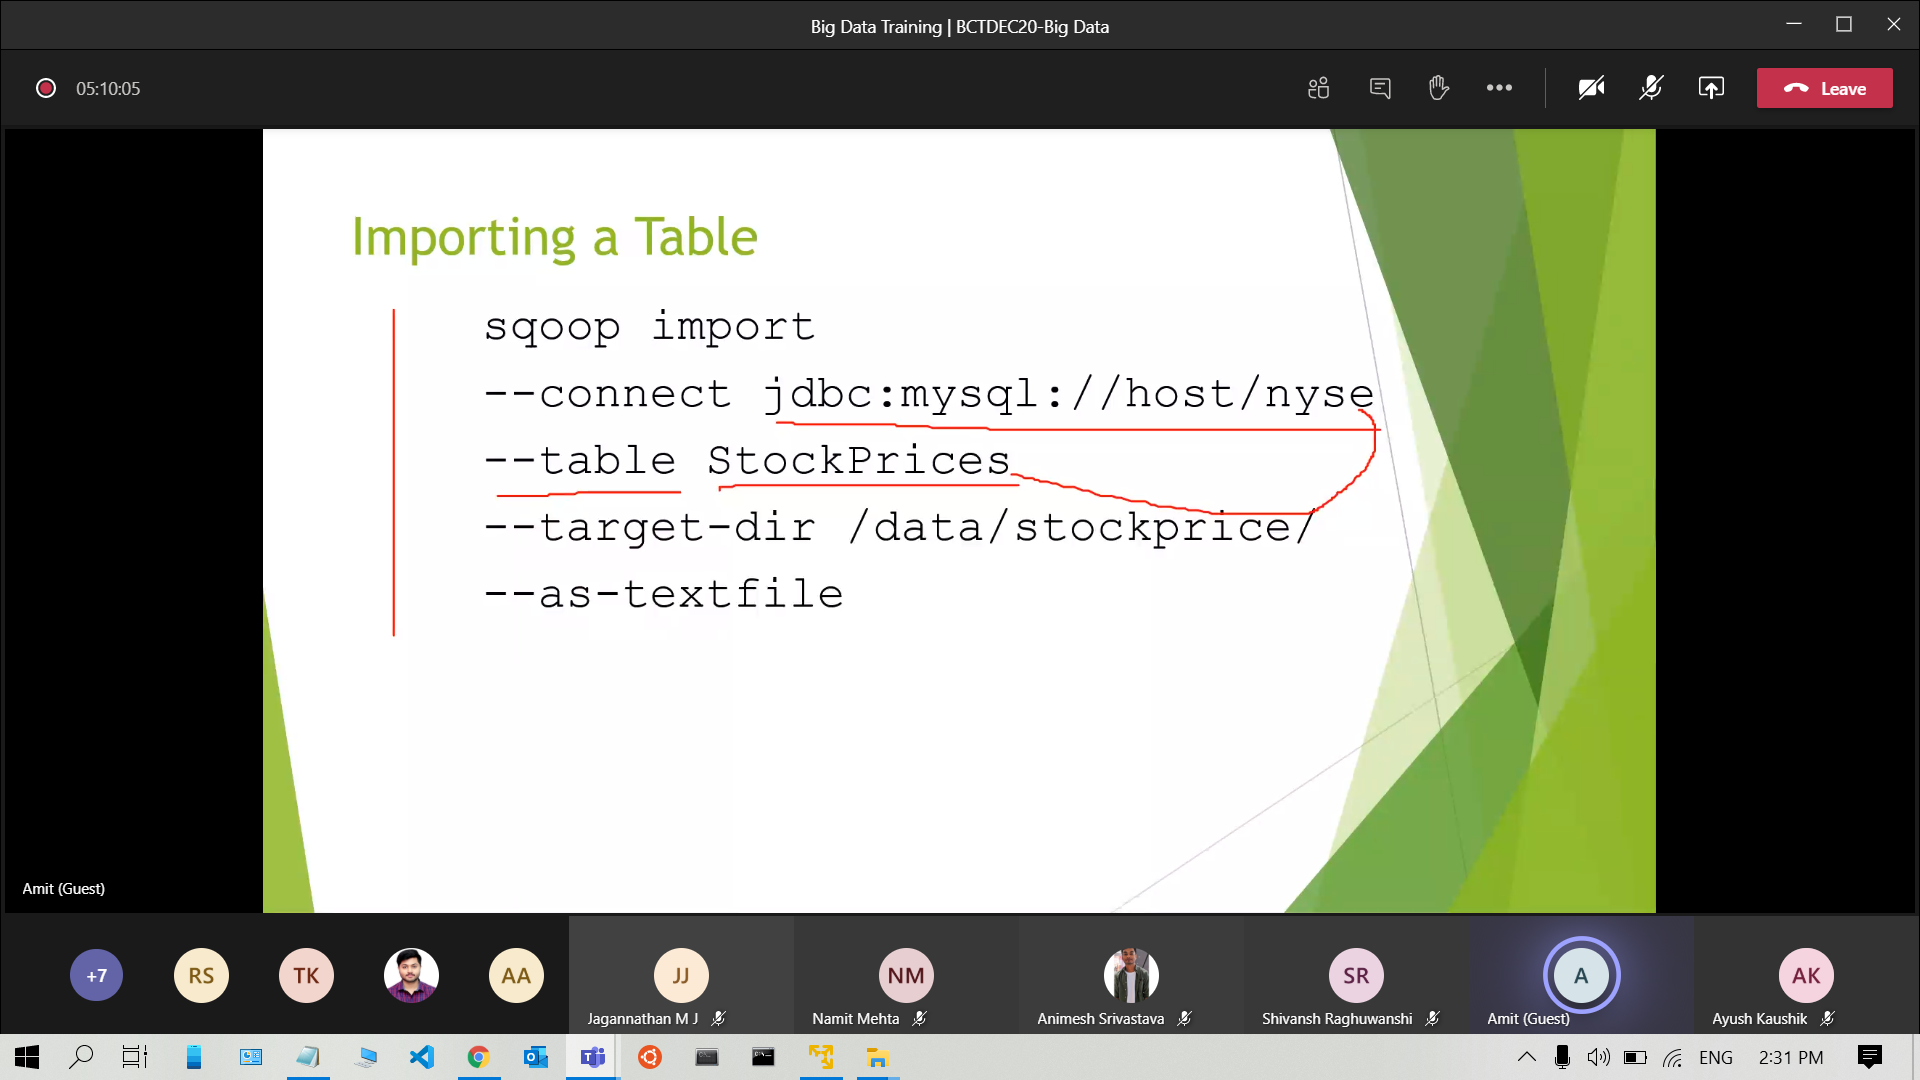 Big Data Training | BCTDEC20-Big Data
05:10:05
Leave
Importing a Table
sqoop import
--connect jdbc:mysql://host/nyse
--table StockPrices
--target-dir /data/stockprice/
--as-textfile
Amit (Guest)
+7
RS
TK
AA
JJ
NM
SR
A
AK
Jagannathan M J
Namit Mehta
Animesh Srivastava
Shivansh Raghuwanshi
Amit (Guest)
Ayush Kaushik
ENG
2:31 PM